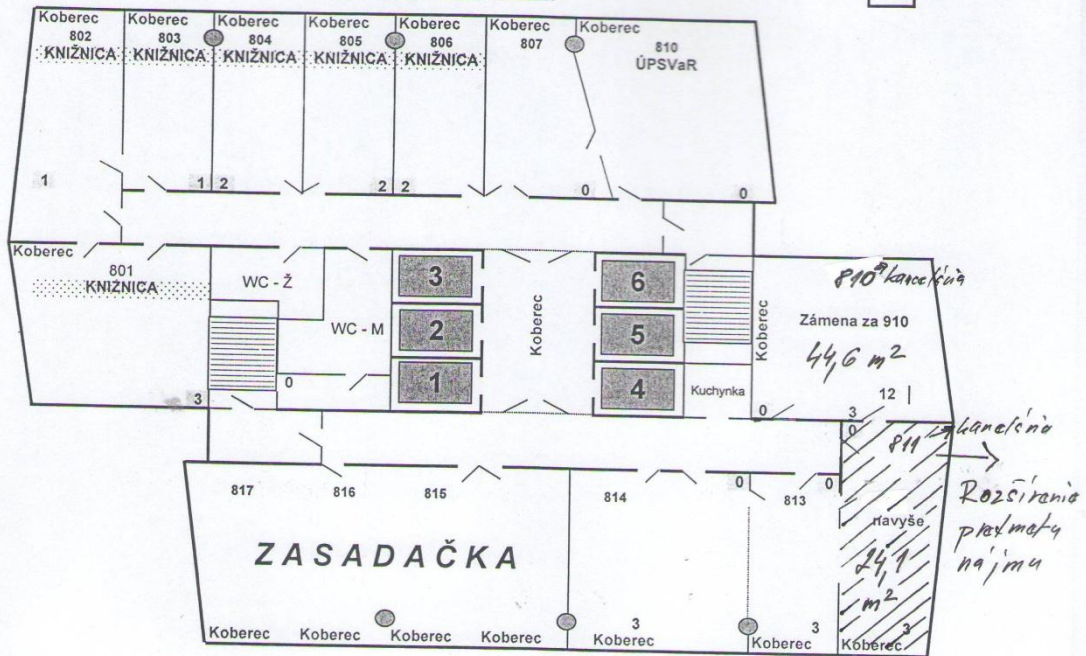 Koberec Koberec Koberec Koberec Koberec Koberec Koberec
802 803 804 805 806 807 810
KNIŽNICA KNIŽNICA KNIŽNICA KNIŽNICA KNIŽNICA ÚPSVaR
1 1 2 2 2 0 0
Koberec
801
KNIŽNICA
WC - Ž
WC - M
3
2
1
Koberec
6
5
4
Koberec
Kuchynka
810 kancelária
Zámena za 910
44,6 m²
12
3 0 0 3
0
811 kancelária
817 816 815 814 0 813 0
Rozšírenie
predmetu
nájmu
navyše
24,1
m²
ZASADAČKA
3 3 3
Koberec Koberec Koberec Koberec Koberec Koberec Koberec